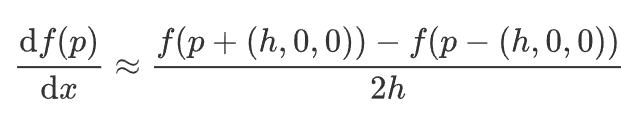 df(p)/dx ≈ f(p + (h, 0, 0)) − f(p − (h, 0, 0))/2h